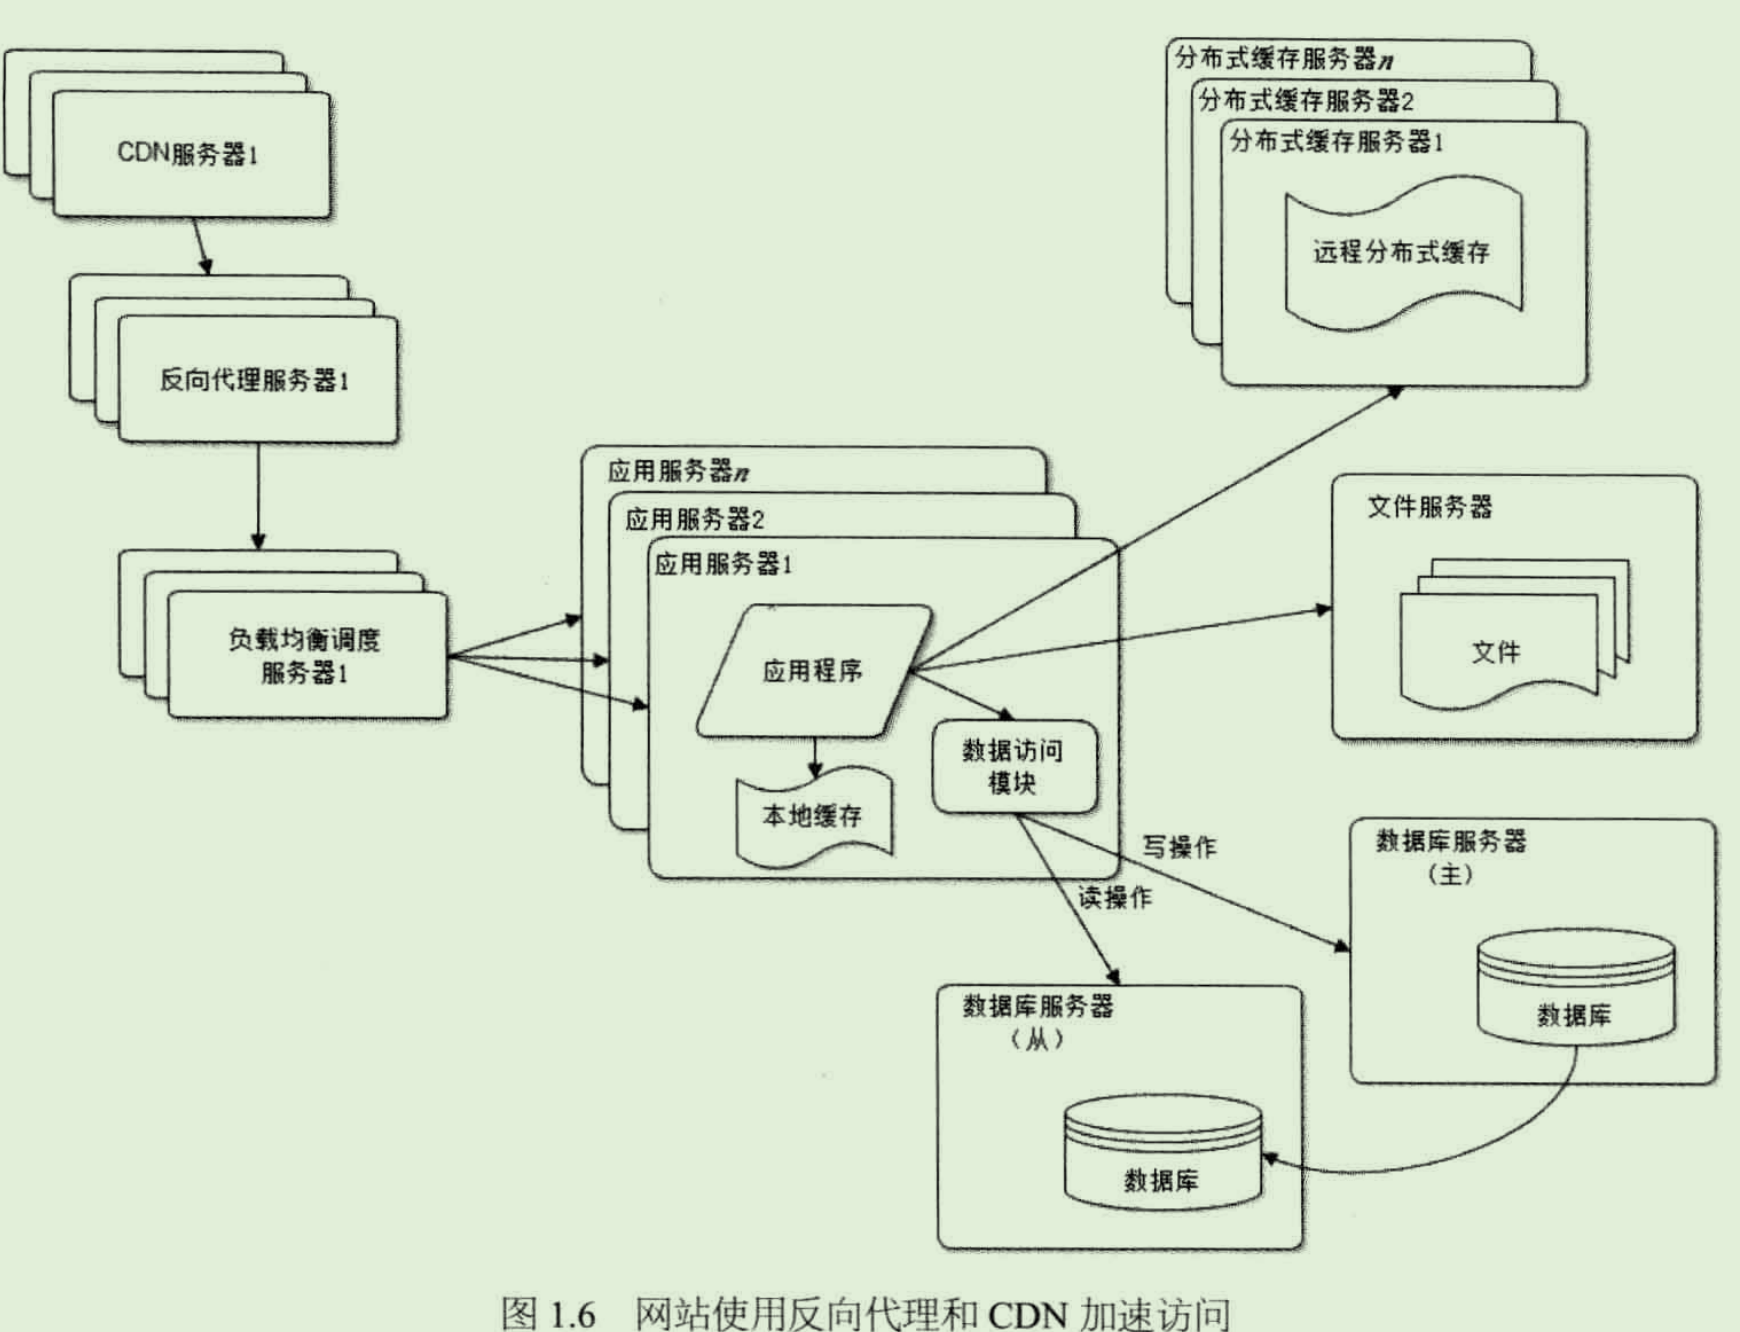 CDN服务器1
反向代理服务器1
负载均衡调度
服务器1
应用服务器n
应用服务器2
应用服务器1
应用程序
本地缓存
数据访问
模块
分布式缓存服务器n
分布式缓存服务器2
分布式缓存服务器1
远程分布式缓存
文件服务器
文件
写操作
读操作
数据库服务器
(主)
数据库
数据库服务器
(从)
数据库
图 1.6 网站使用反向代理和 CDN 加速访问